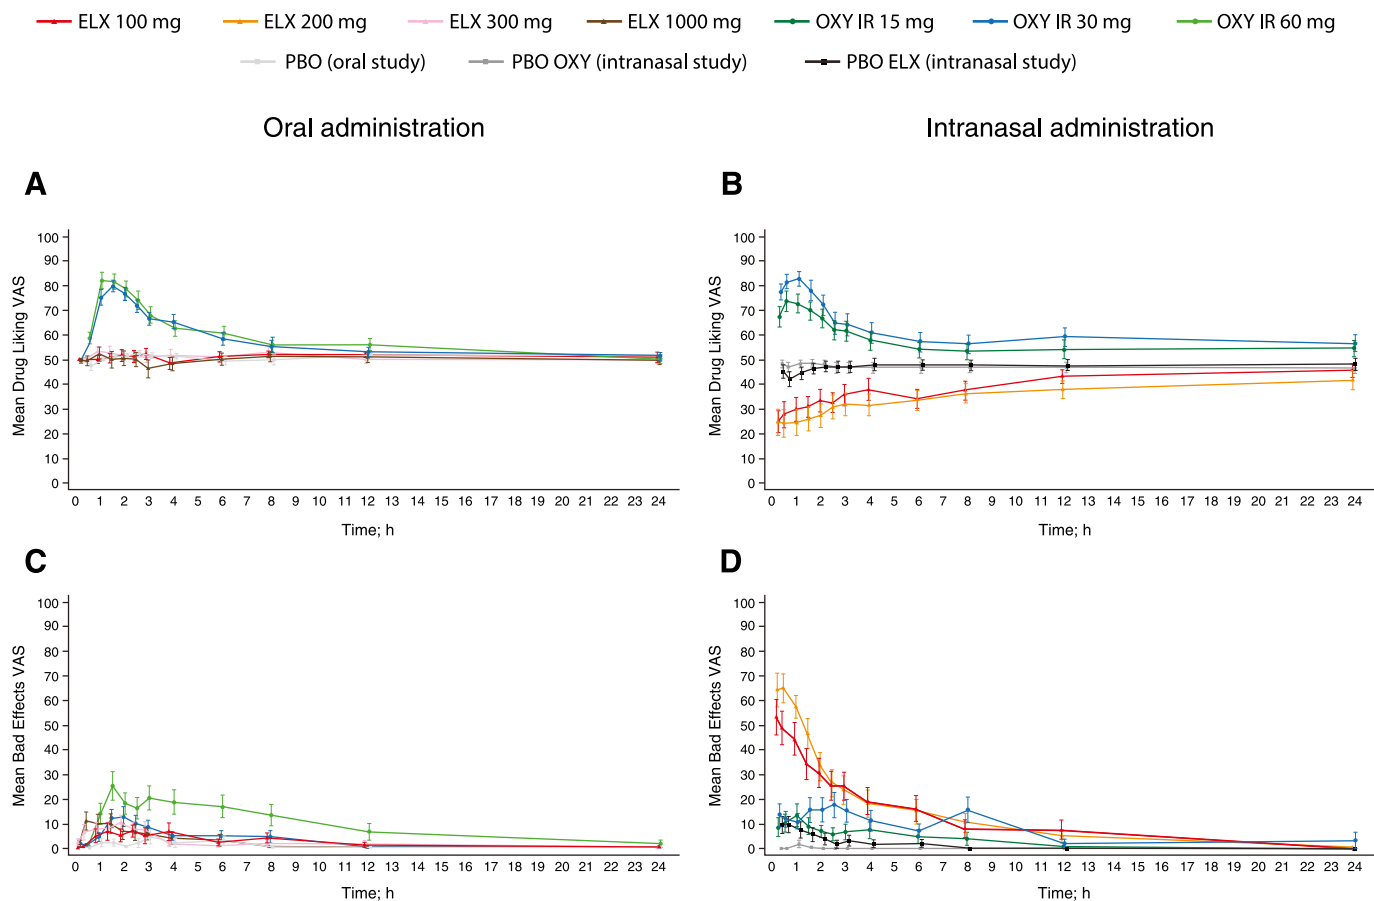 ELX 100 mg ELX 200 mg ELX 300 mg ELX 1000 mg OXY IR 15 mg OXY IR 30 mg OXY IR 60 mg
PBO (oral study) PBO OXY (intranasal study) PBO ELX (intranasal study)
Oral administration Intranasal administration
A
Mean Drug Liking VAS
100
90
80
70
60
50
40
30
20
10
0
0 1 2 3 4 5 6 7 8 9 10 11 12 13 14 15 16 17 18 19 20 21 22 23 24
Time; h
B
Mean Drug Liking VAS
100
90
80
70
60
50
40
30
20
10
0
0 1 2 3 4 5 6 7 8 9 10 11 12 13 14 15 16 17 18 19 20 21 22 23 24
Time; h
C
Mean Bad Effects VAS
100
90
80
70
60
50
40
30
20
10
0
0 1 2 3 4 5 6 7 8 9 10 11 12 13 14 15 16 17 18 19 20 21 22 23 24
Time; h
D
Mean Bad Effects VAS
100
90
80
70
60
50
40
30
20
10
0
0 1 2 3 4 5 6 7 8 9 10 11 12 13 14 15 16 17 18 19 20 21 22 23 24
Time; h